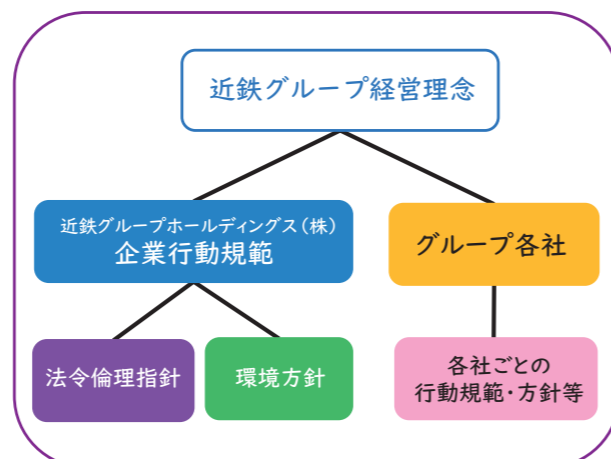 近鉄グループ経営理念
近鉄グループホールディングス(株)
企業行動規範
グループ各社
法令倫理指針
環境方針
各社ごとの
行動規範・方針等